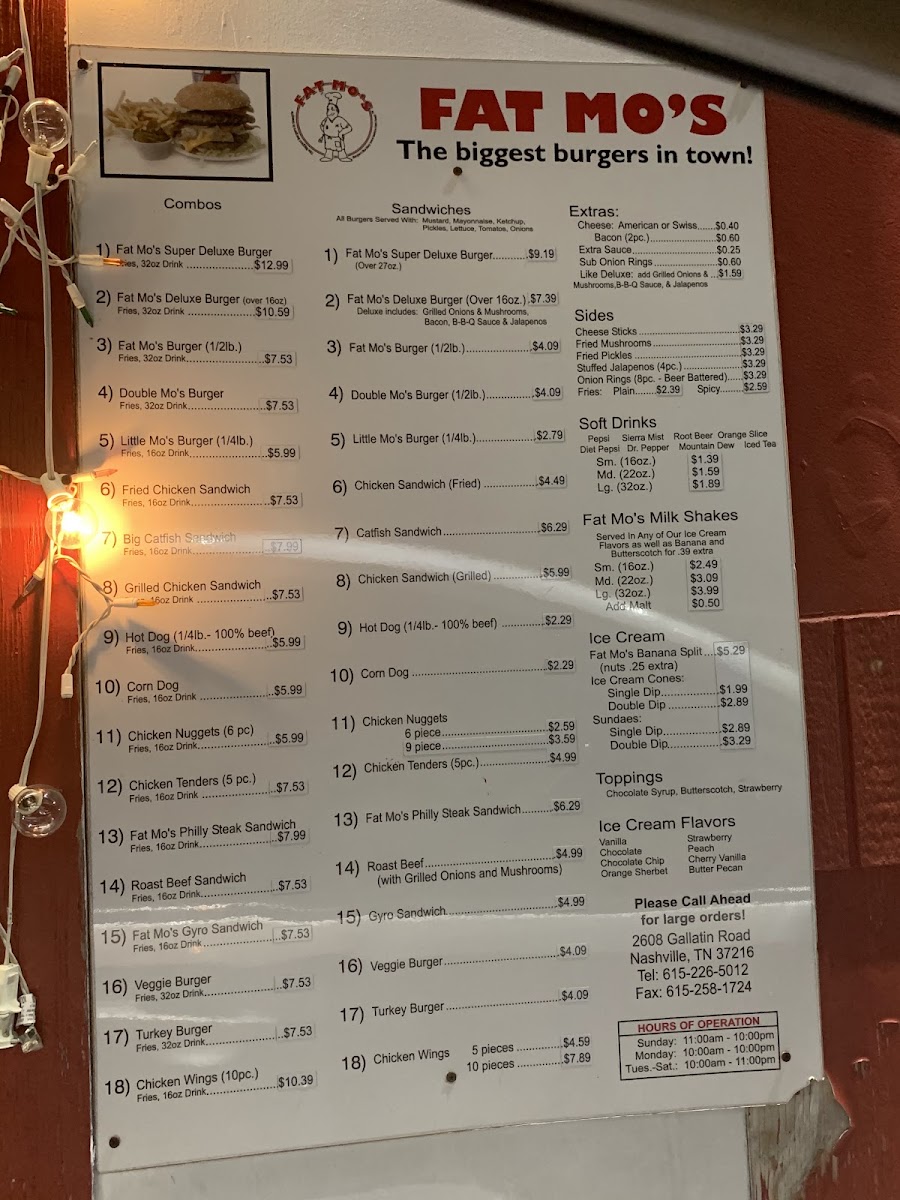 FAT MO'S
FAT MO'S
The biggest burgers in town!
Combos
1) Fat Mo's Super Deluxe Burger
Fries, 32oz Drink ....................$12.99
2) Fat Mo's Deluxe Burger (over 16oz)
Fries, 32oz Drink ....................$10.59
3) Fat Mo's Burger (1/2lb.)
Fries, 32oz Drink....................$7.53
4) Double Mo's Burger
Fries, 32oz Drink....................$7.53
5) Little Mo's Burger (1/4lb.)
Fries, 16oz Drink....................$5.99
6) Fried Chicken Sandwich
Fries, 16oz Drink....................$7.53
7) Big Catfish Sandwich
Fries, 16oz Drink....................$7.99
8) Grilled Chicken Sandwich
16oz Drink ....................$7.53
9) Hot Dog (1/4lb.- 100% beef)
Fries, 16oz Drink....................$5.99
10) Corn Dog
Fries, 16oz Drink ....................$5.99
11) Chicken Nuggets (6 pc)
Fries, 16oz Drink ....................$5.99
12) Chicken Tenders (5 pc.)
Fries, 16oz Drink ....................$7.53
13) Fat Mo's Philly Steak Sandwich
Fries, 16oz Drink....................$7.99
14) Roast Beef Sandwich
Fries, 16oz Drink....................$7.53
15) Fat Mo's Gyro Sandwich
Fries, 16oz Drink....................$7.53
16) Veggie Burger
Fries, 32oz Drink....................$7.53
17) Turkey Burger
Fries, 32oz Drink....................$7.53
18) Chicken Wings (10pc.)
Fries, 16oz Drink....................$10.39
Sandwiches
All Burgers Served With: Mustard, Mayonnaise, Ketchup,
Pickles, Lettuce, Tomatos, Onions
1) Fat Mo's Super Deluxe Burger..........$9.19
(Over 27oz.)
2) Fat Mo's Deluxe Burger (Over 16oz.).$7.39
Deluxe includes: Grilled Onions & Mushrooms,
Bacon, B-B-Q Sauce & Jalapenos
3) Fat Mo's Burger (1/2lb.)....................$4.09
4) Double Mo's Burger (1/2lb.)....................$4.09
5) Little Mo's Burger (1/4lb.)....................$2.79
6) Chicken Sandwich (Fried) ....................$4.49
7) Catfish Sandwich....................$6.29
8) Chicken Sandwich (Grilled) ....................$5.99
9) Hot Dog (1/4lb.- 100% beef) ....................$2.29
10) Corn Dog ....................$2.29
11) Chicken Nuggets
6 piece....................$2.59
9 piece....................$3.59
12) Chicken Tenders (5pc.)....................$4.99
13) Fat Mo's Philly Steak Sandwich..........$6.29
14) Roast Beef....................$4.99
(with Grilled Onions and Mushrooms)
15) Gyro Sandwich....................$4.99
16) Veggie Burger....................$4.09
17) Turkey Burger....................$4.09
18) Chicken Wings 5 pieces ....................$4.59
10 pieces ....................$7.89
Extras:
Cheese: American or Swiss......$0.40
Bacon (2pc.)....................$0.60
Extra Sauce....................$0.25
Sub Onion Rings....................$0.60
Like Deluxe: add Grilled Onions & ...$1.59
Mushrooms,B-B-Q Sauce, & Jalapenos
Sides
Cheese Sticks....................$3.29
Fried Mushrooms....................$3.29
Fried Pickles ....................$3.29
Stuffed Jalapenos (4pc.)....................$3.29
Onion Rings (8pc. - Beer Battered)......$3.29
Fries: Plain.......$2.39 Spicy.......$2.59
Soft Drinks
Pepsi Sierra Mist Root Beer Orange Slice
Diet Pepsi Dr. Pepper Mountain Dew Iced Tea
Sm. (16oz.) $1.39
Md. (22oz.) $1.59
Lg. (32oz.) $1.89
Fat Mo's Milk Shakes
Served In Any of Our Ice Cream
Flavors as well as Banana and
Butterscotch for .39 extra
Sm. (16oz.) $2.49
Md. (22oz.) $3.09
Lg. (32oz.) $3.99
Add Malt $0.50
Ice Cream
Fat Mo's Banana Split....$5.29
(nuts .25 extra)
Ice Cream Cones:
Single Dip....................$1.99
Double Dip ....................$2.89
Sundaes:
Single Dip....................$2.89
Double Dip....................$3.29
Toppings
Chocolate Syrup, Butterscotch, Strawberry
Ice Cream Flavors
Vanilla Strawberry
Chocolate Peach
Chocolate Chip Cherry Vanilla
Orange Sherbet Butter Pecan
Please Call Ahead
for large orders!
2608 Gallatin Road
Nashville, TN 37216
Tel: 615-226-5012
Fax: 615-258-1724
HOURS OF OPERATION
Sunday: 11:00am - 10:00pm
Monday: 10:00am - 10:00pm
Tues.-Sat.: 10:00am - 11:00pm